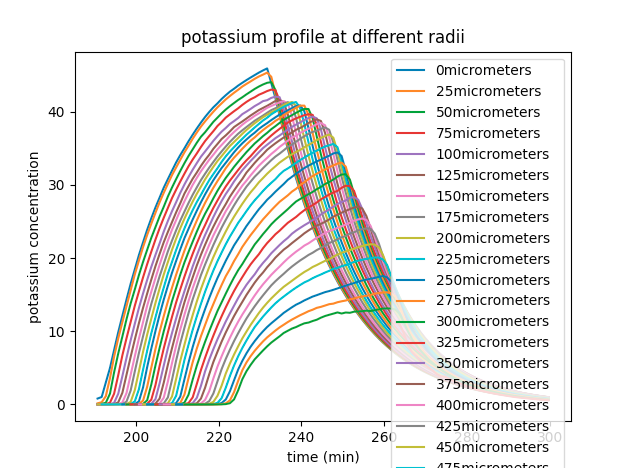 potassium profile at different radii
potassium concentration
40
30
20
10
0
0micrometers
25micrometers
50micrometers
75micrometers
100micrometers
125micrometers
150micrometers
175micrometers
200micrometers
225micrometers
250micrometers
275micrometers
300micrometers
325micrometers
350micrometers
375micrometers
400micrometers
425micrometers
450micrometers
475micrometers
200 220 240 260 280 300
time (min)